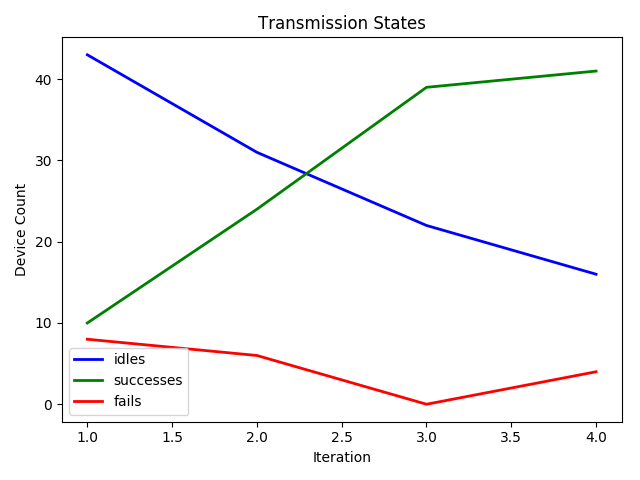 Transmission States
Device Count
40
30
20
10
0
idles
successes
fails
1.0 1.5 2.0 2.5 3.0 3.5 4.0
Iteration